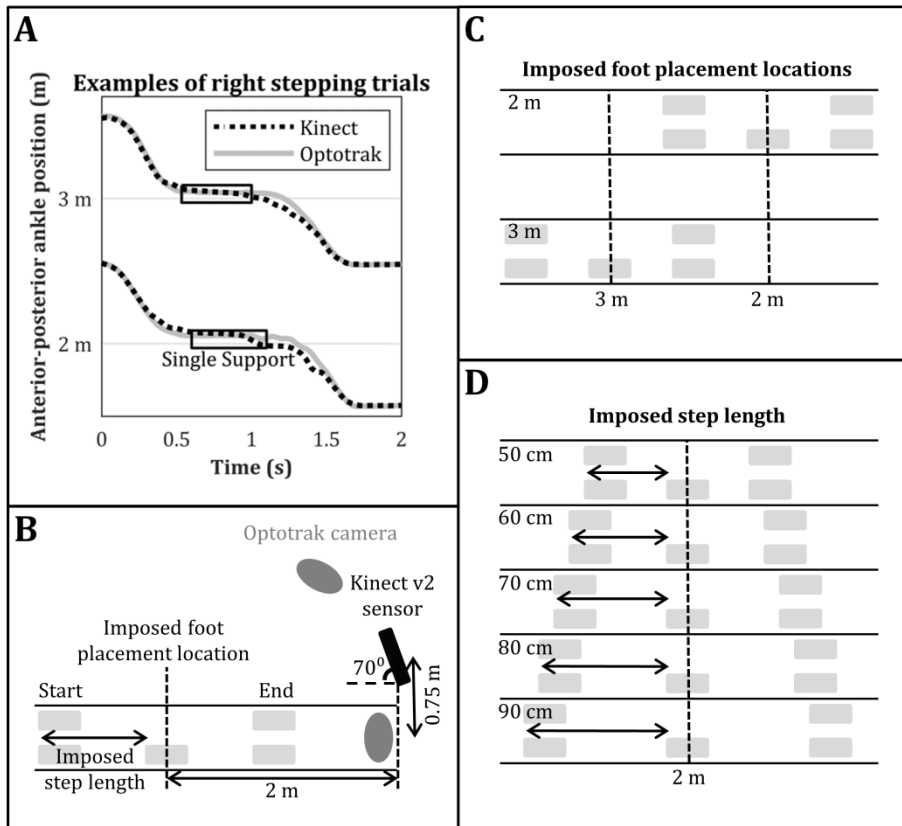 A
Examples of right stepping trials
Anterior-posterior ankle position (m)
Kinect
Optotrak
3 m
2 m
Single Support
0
0.5
1
1.5
2
Time (s)
B
Optotrak camera
Kinect v2
sensor
Imposed foot
placement location
70⁰
0.75 m
Start
End
Imposed
step length
2 m
C
Imposed foot placement locations
2 m
3 m
3 m
2 m
D
Imposed step length
50 cm
60 cm
70 cm
80 cm
90 cm
2 m